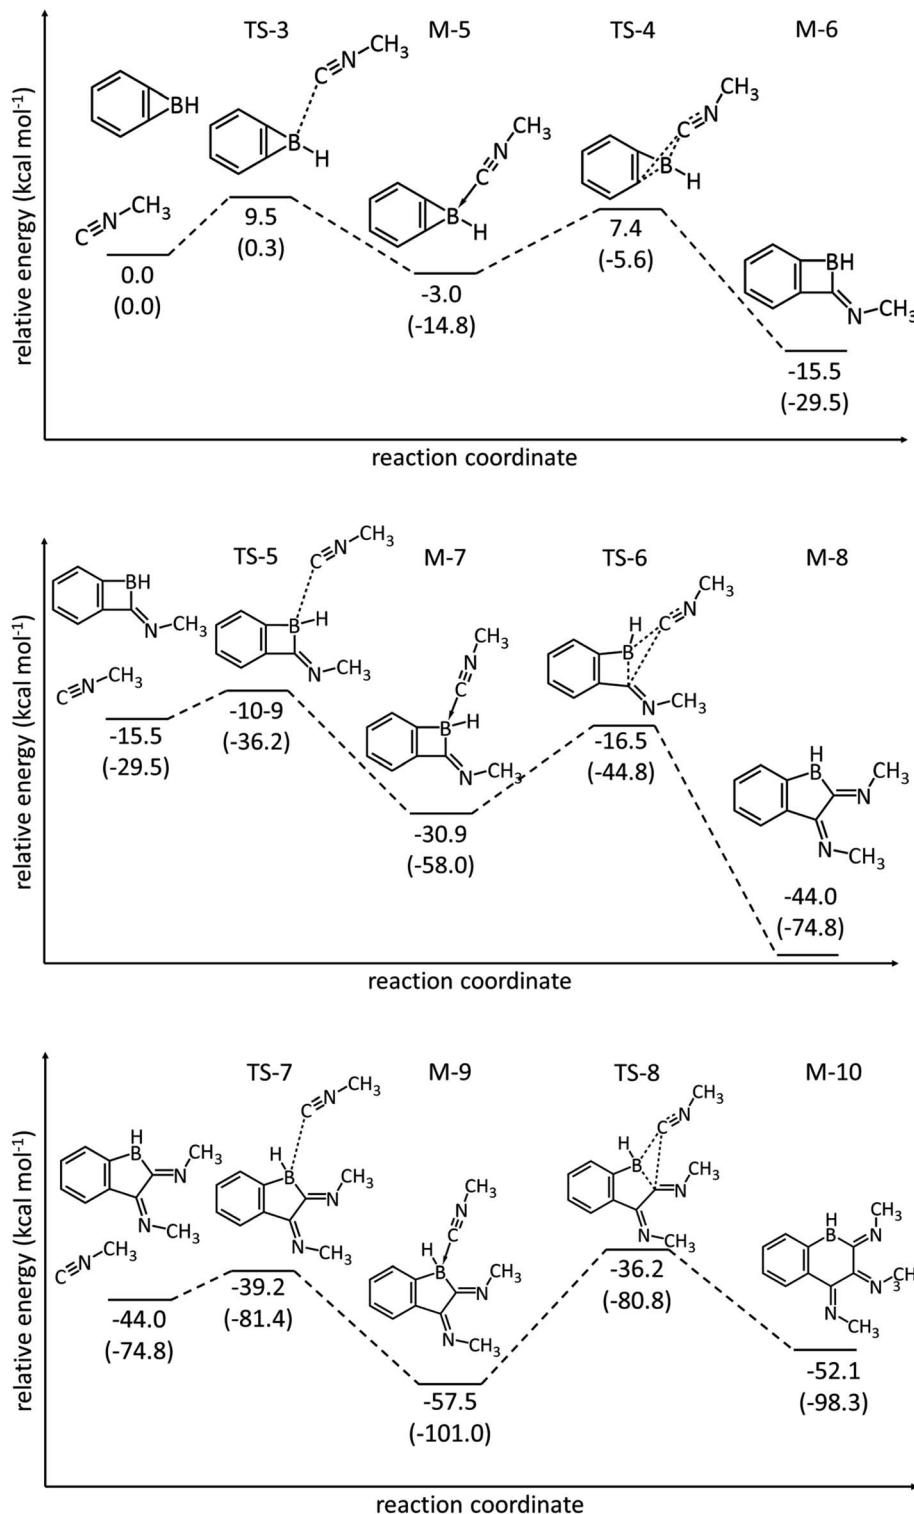 TS-3 M-5 TS-4 M-6
relative energy (kcal mol-1)
BH
C≡N CH3
C≡N CH3
B H
C≡N CH3
B H
C≡N CH3
B H
BH
N CH3
0.0
(0.0)
9.5
(0.3)
-3.0
(-14.8)
7.4
(-5.6)
-15.5
(-29.5)
reaction coordinate
TS-5 M-7 TS-6 M-8
relative energy (kcal mol-1)
BH
N CH3
C≡N CH3
C≡N CH3
B H
N CH3
C≡N CH3
B H
N CH3
H
B
C≡N CH3
N CH3
H
B
N CH3
N CH3
-15.5
(-29.5)
-10-9
(-36.2)
-30.9
(-58.0)
-16.5
(-44.8)
-44.0
(-74.8)
reaction coordinate
TS-7 M-9 TS-8 M-10
relative energy (kcal mol-1)
H
B
N CH3
N CH3
C≡N CH3
C≡N CH3
H
B
N CH3
N CH3
C≡N CH3
H
B
N CH3
N CH3
C≡N CH3
H
B
N CH3
N CH3
H
B
N CH3
N CH3
N CH3
-44.0
(-74.8)
-39.2
(-81.4)
-57.5
(-101.0)
-36.2
(-80.8)
-52.1
(-98.3)
reaction coordinate